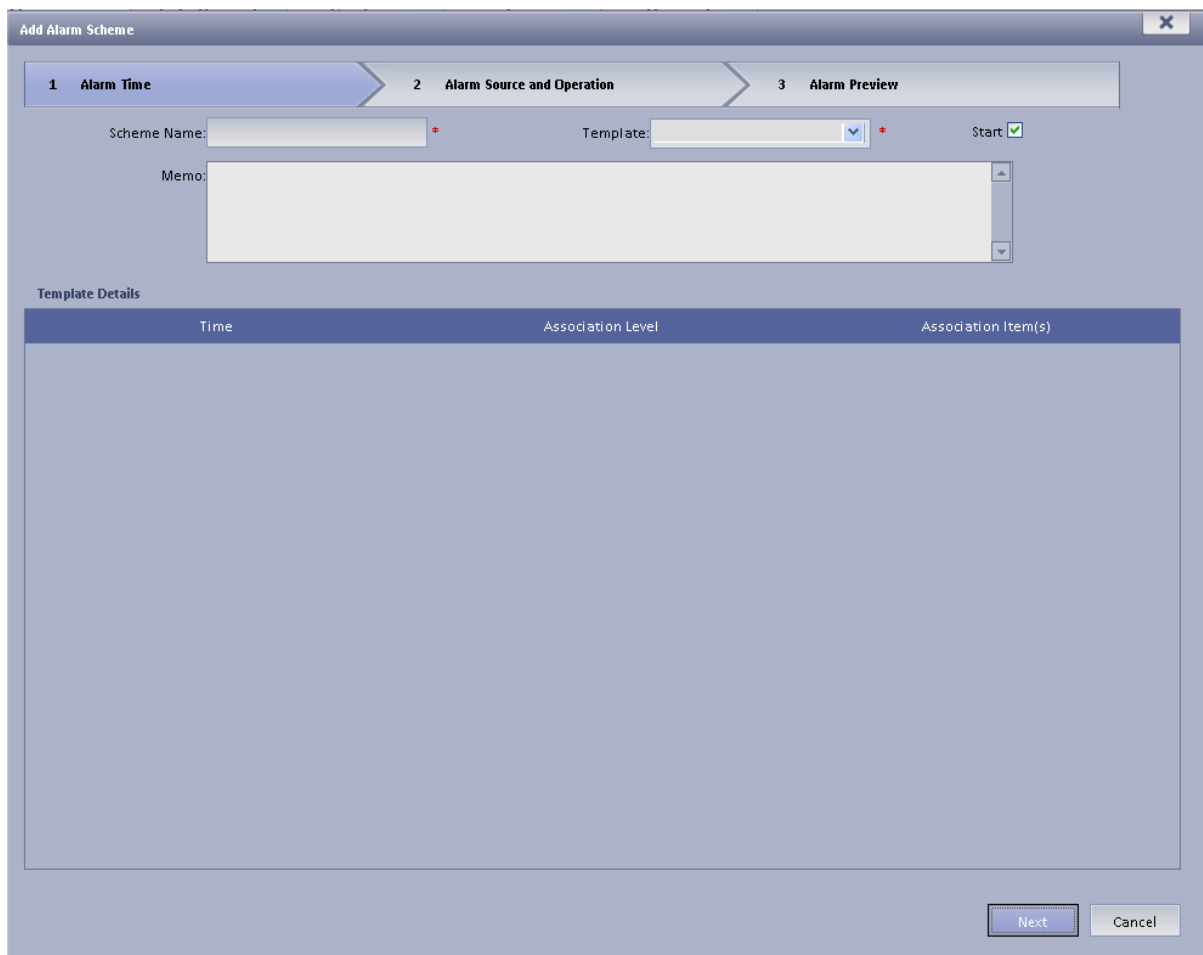 Add Alarm Scheme
1 Alarm Time 2 Alarm Source and Operation 3 Alarm Preview
Scheme Name: * Template: * Start
Memo:
Template Details
Time Association Level Association Item(s)
Next Cancel